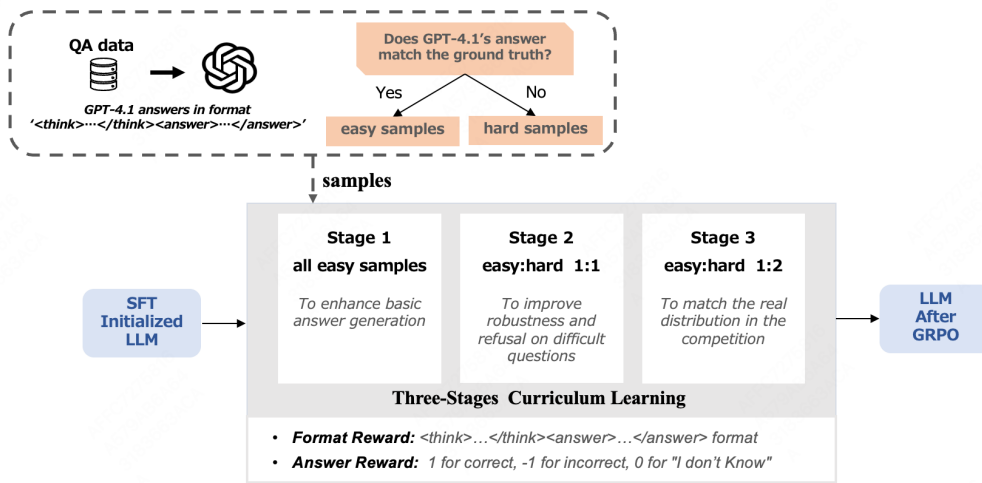 QA data
GPT-4.1 answers in format
‘<think>···</think><answer>···</answer>’
Does GPT-4.1’s answer
match the ground truth?
Yes
No
easy samples
hard samples
samples
Stage 1
all easy samples
To enhance basic
answer generation
Stage 2
easy:hard 1:1
To improve
robustness and
refusal on difficult
questions
Stage 3
easy:hard 1:2
To match the real
distribution in the
competition
SFT
Initialized
LLM
LLM
After
GRPO
Three-Stages Curriculum Learning
• Format Reward: <think>...</think><answer>...</answer> format
• Answer Reward: 1 for correct, -1 for incorrect, 0 for "I don’t Know"